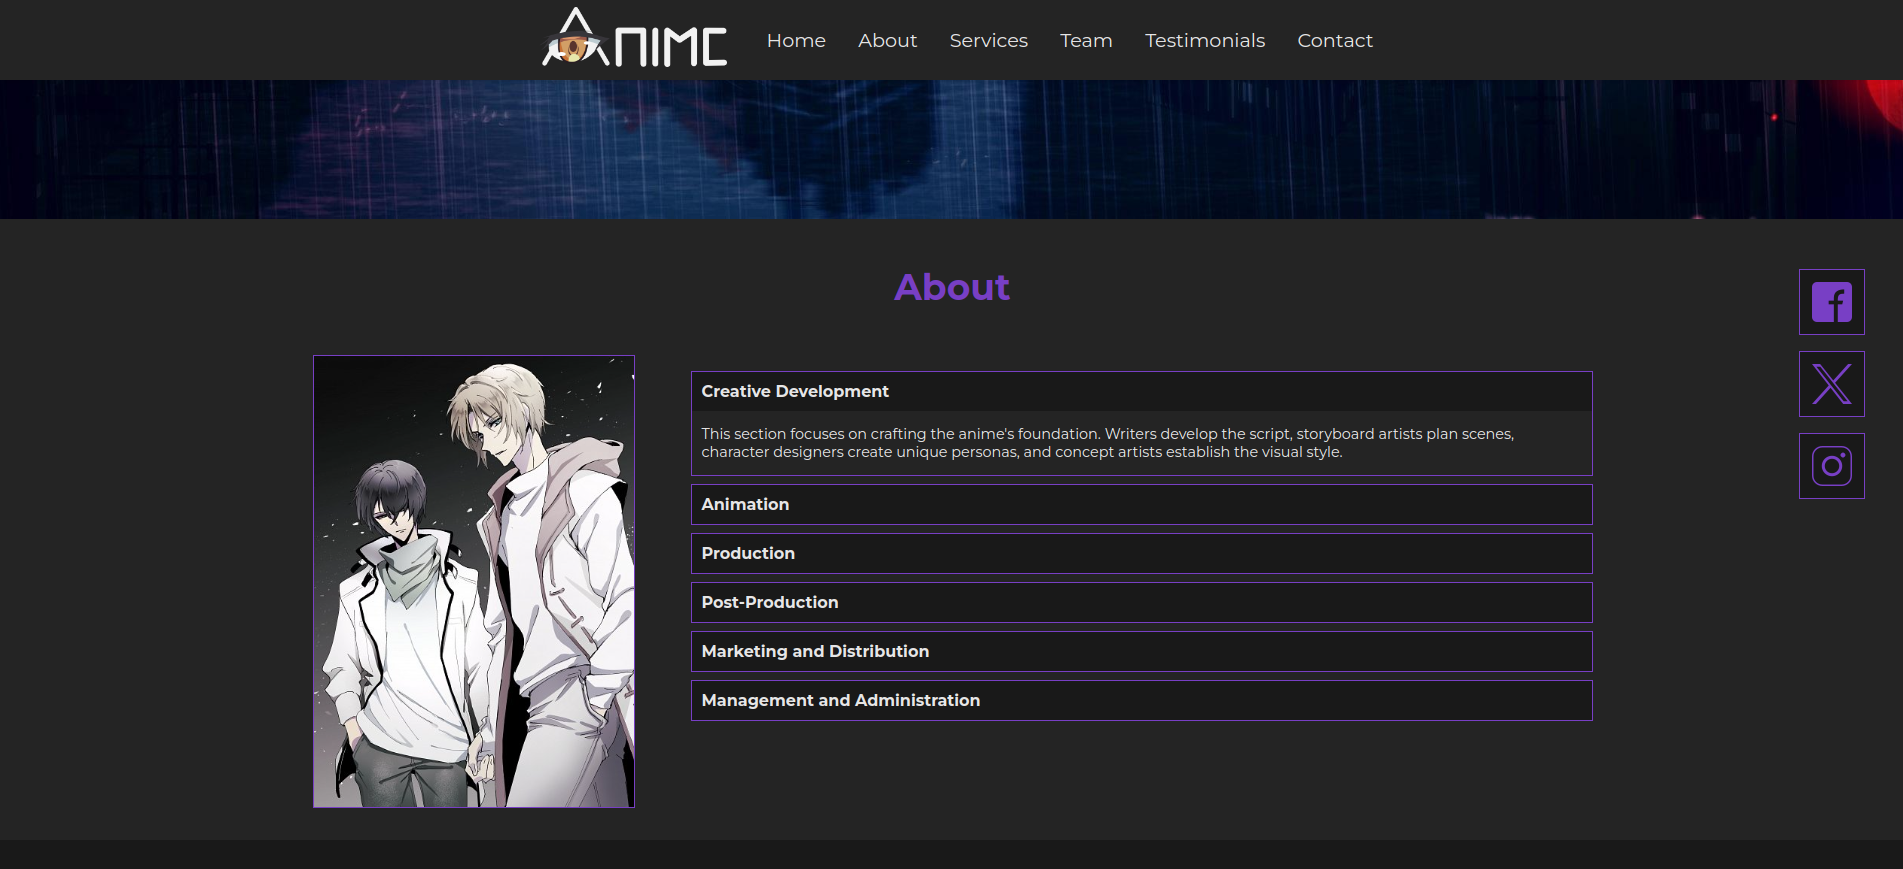 ANIME
Home About Services Team Testimonials Contact
About
Creative Development
This section focuses on crafting the anime's foundation. Writers develop the script, storyboard artists plan scenes,
character designers create unique personas, and concept artists establish the visual style.
Animation
Production
Post-Production
Marketing and Distribution
Management and Administration